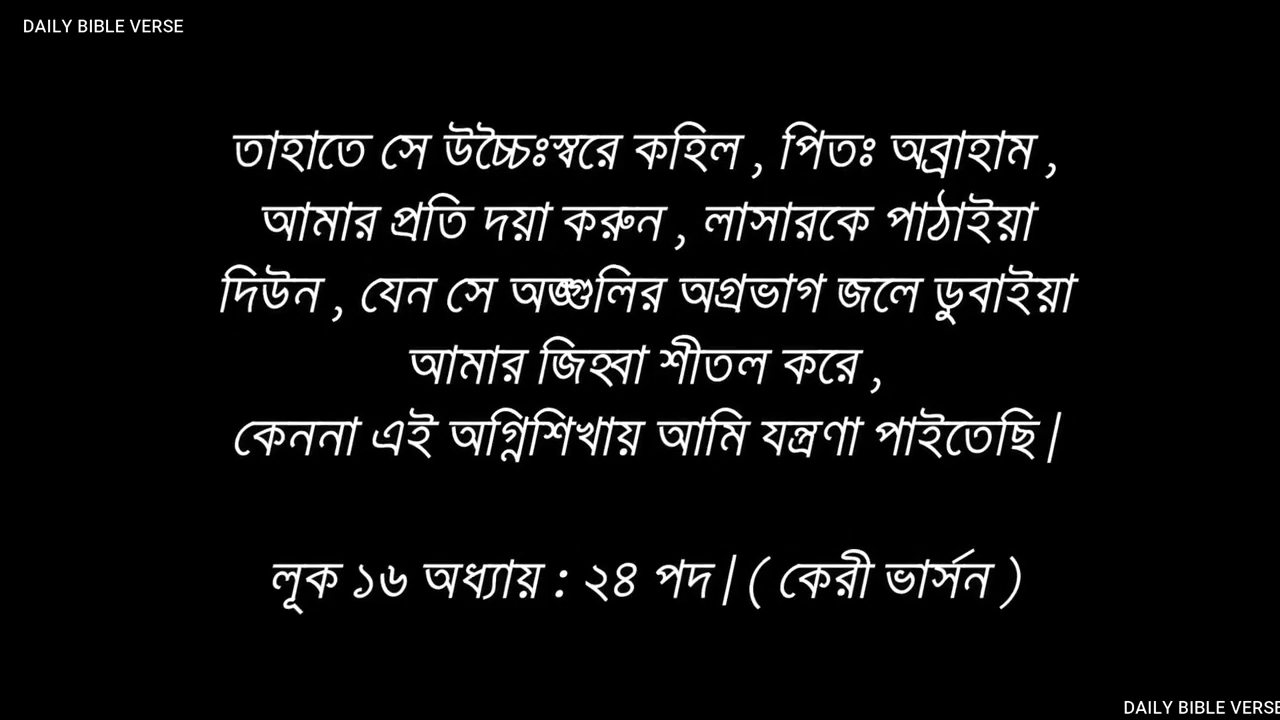 DAILY BIBLE VERSE
তাহাতে সে উচ্চৈঃস্বরে কহিল , পিতঃ অব্রাহাম ,
আমার প্রতি দয়া করুন , লাসারকে পাঠাইয়া
দিউন , যেন সে অঙ্গুলির অগ্রভাগ জলে ডুবাইয়া
আমার জিহ্বা শীতল করে ,
কেননা এই অগ্নিশিখায় আমি যন্ত্রণা পাইতেছি|
লূক ১৬ অধ্যায় : ২৪ পদ| ( কেরী ভার্সন )
DAILY BIBLE VERSE